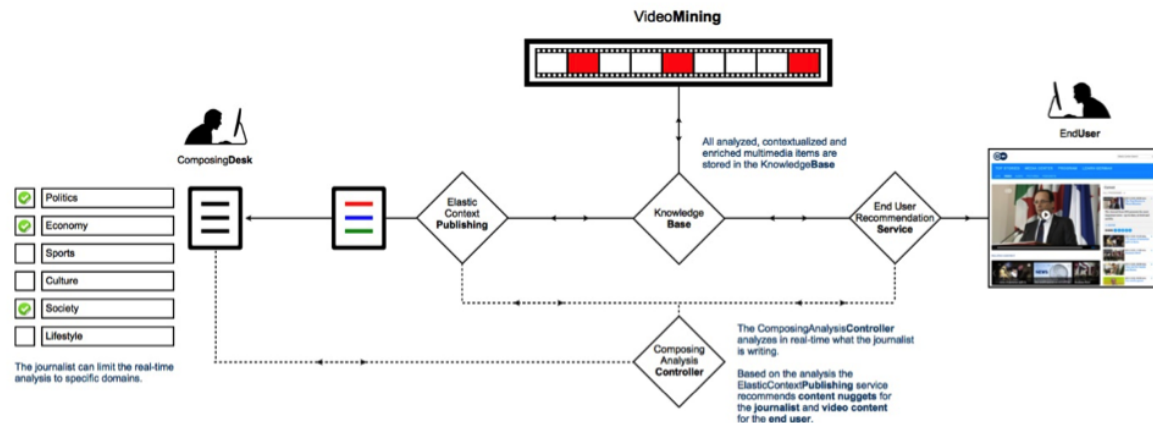 VideoMining
All analyzed, contextualized and
enriched multimedia items are
stored in the KnowledgeBase
EndUser
ComposingDesk
Politics
Economy
Sports
Culture
Society
Lifestyle
The journalist can limit the real-time
analysis to specific domains.
Elastic
Context
Publishing
Knowledge
Base
End User
Recommendation
Service
Composing
Analysis
Controller
The ComposingAnalysisController
analyzes in real-time what the journalist
is writing.
Based on the analysis the
ElasticContextPublishing service
recommends content nuggets for
the journalist and video content
for the end user.